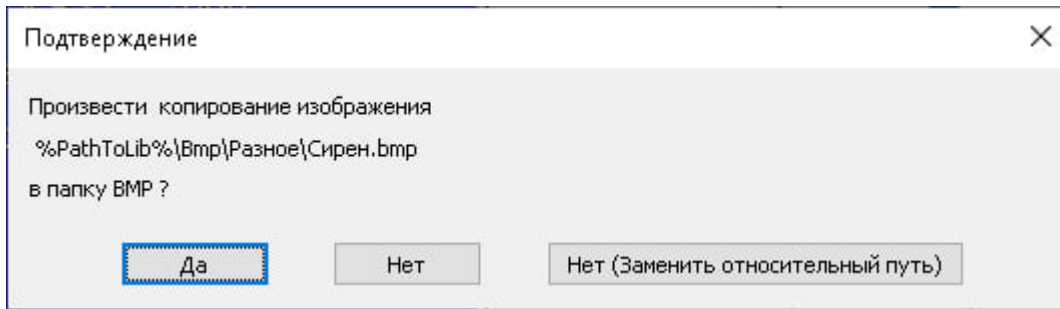 Подтверждение
Произвести копирование изображения
%PathToLib%\Bmp\Разное\Сирен.bmp
в папку BMP ?
Да
Нет
Нет (Заменить относительный путь)